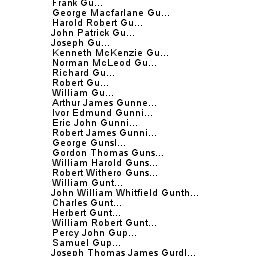 Frank Gu...
George Macfarlane Gu...
Harold Robert Gu...
John Patrick Gu...
Joseph Gu...
Kenneth McKenzie Gu...
Norman McLeod Gu...
Richard Gu...
Robert Gu...
William Gu...
Arthur James Gunne...
Ivor Edmund Gunni...
Eric John Gunni...
Robert James Gunni...
George Gunsl...
Gordon Thomas Guns...
William Harold Guns...
Robert Withero Guns...
William Gunt...
John William Whitfield Gunth...
Charles Gunt...
Herbert Gunt...
William Robert Gunt...
Percy John Gup...
Samuel Gup...
Joseph Thomas James Gurdl...